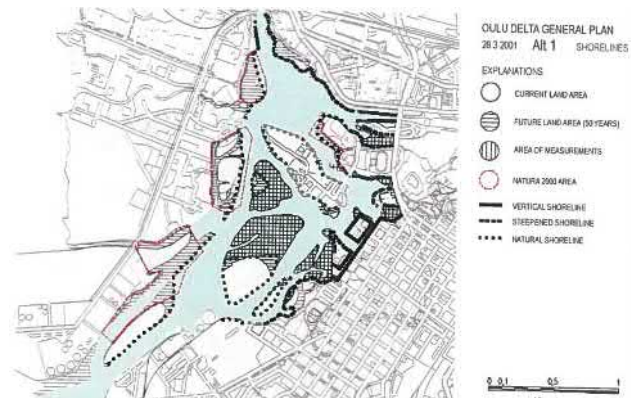 OULU DELTA GENERAL PLAN
28.3.2001 Alt 1 SHORELINES
EXPLANATIONS
CURRENT LAND AREA
FUTURE LAND AREA (50 YEARS)
AREA OF MEASUREMENTS
NATURA 2000 AREA
VERTICAL SHORELINE
STEEPENED SHORELINE
NATURAL SHORELINE
0 0,1 0,5 1